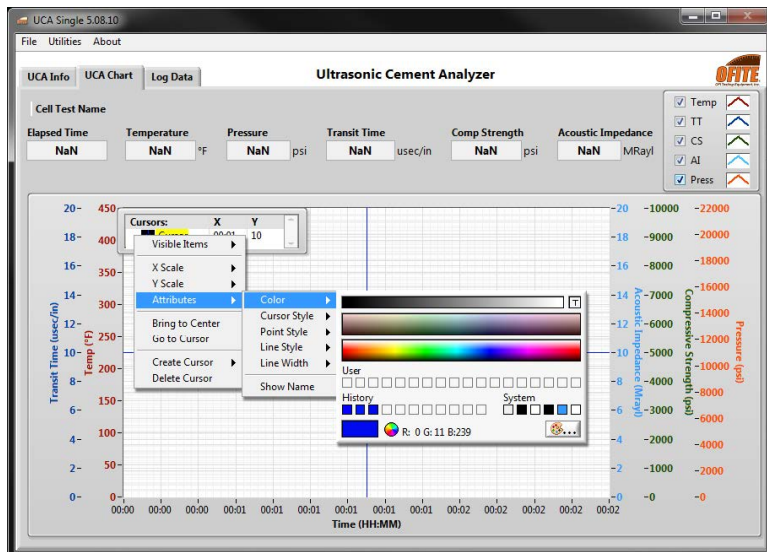 UCA Single 5.08.10
File Utilities About
UCA Info UCA Chart Log Data
Ultrasonic Cement Analyzer
OFITE
Cell Test Name
Elapsed Time Temperature Pressure Transit Time Comp Strength Acoustic Impedance
NaN NaN °F NaN psi NaN usec/in NaN psi NaN MRayl
Temp
TT
CS
AI
Press
Transit Time (usec/in)
20 18 16 14 12 10 8 6 4 2 0
Temp (°F)
450 400 350 300 250 200 150 100 50 0
Cursors: X Y
Cursor 00:01 10
Visible Items
X Scale
Y Scale
Attributes
Bring to Center
Go to Cursor
Create Cursor
Delete Cursor
Color
Cursor Style
Point Style
Line Style
Line Width
Show Name
T
User
History System
R: 0 G: 11 B:239
...
20 18 16 14 12 10 8 6 4 2 0
Acoustic Impedance (Mrayl)
-10000 -9000 -8000 -7000 -6000 -5000 -4000 -3000 -2000 -1000 -0
Compressive Strength (psi)
-22000 -20000 -18000 -16000 -14000 -12000 -10000 -8000 -6000 -4000 -2000 -0
Pressure (psi)
00:00 00:00 00:00 00:01 00:01 00:01 00:01 00:01 00:02 00:02 00:02 00:02
Time (HH:MM)